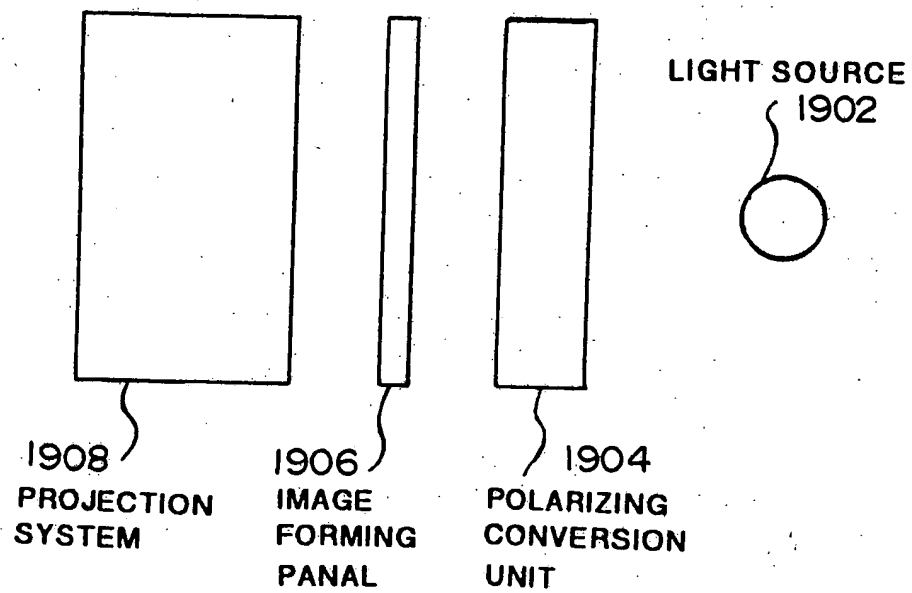 LIGHT SOURCE
1902
1908
PROJECTION
SYSTEM
1906
IMAGE
FORMING
PANAL
1904
POLARIZING
CONVERSION
UNIT